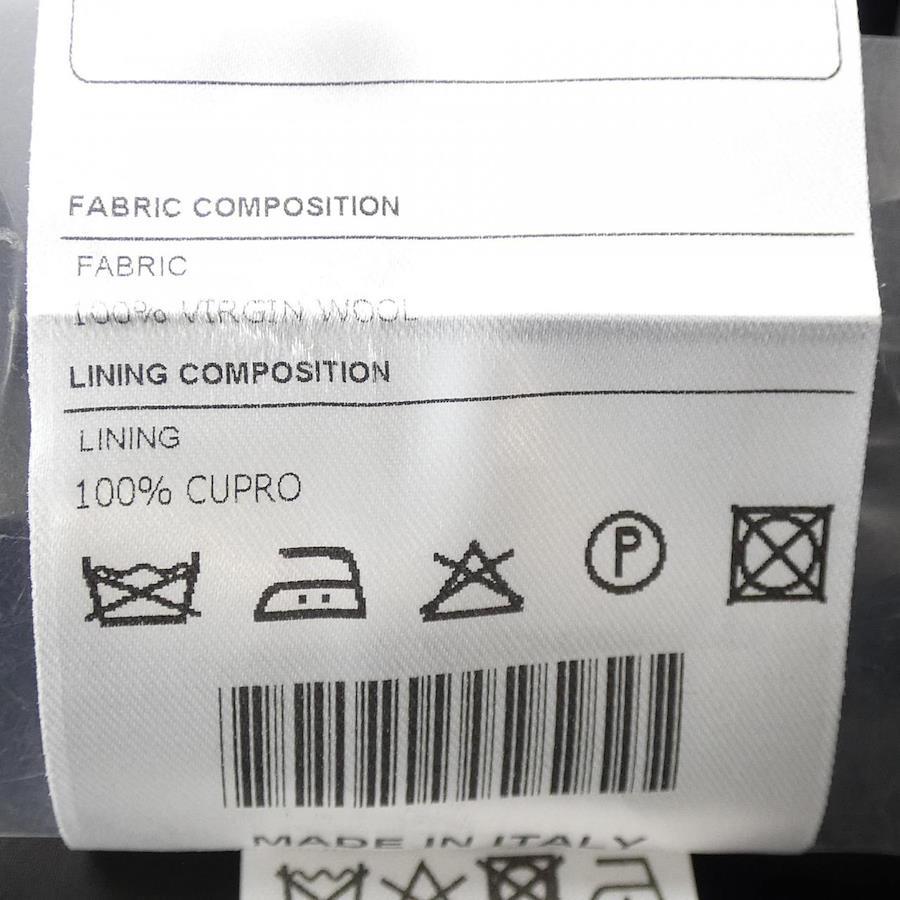 FABRIC COMPOSITION
FABRIC
100% VIRGIN WOOL
LINING COMPOSITION
LINING
100% CUPRO
P
MADE IN ITALY